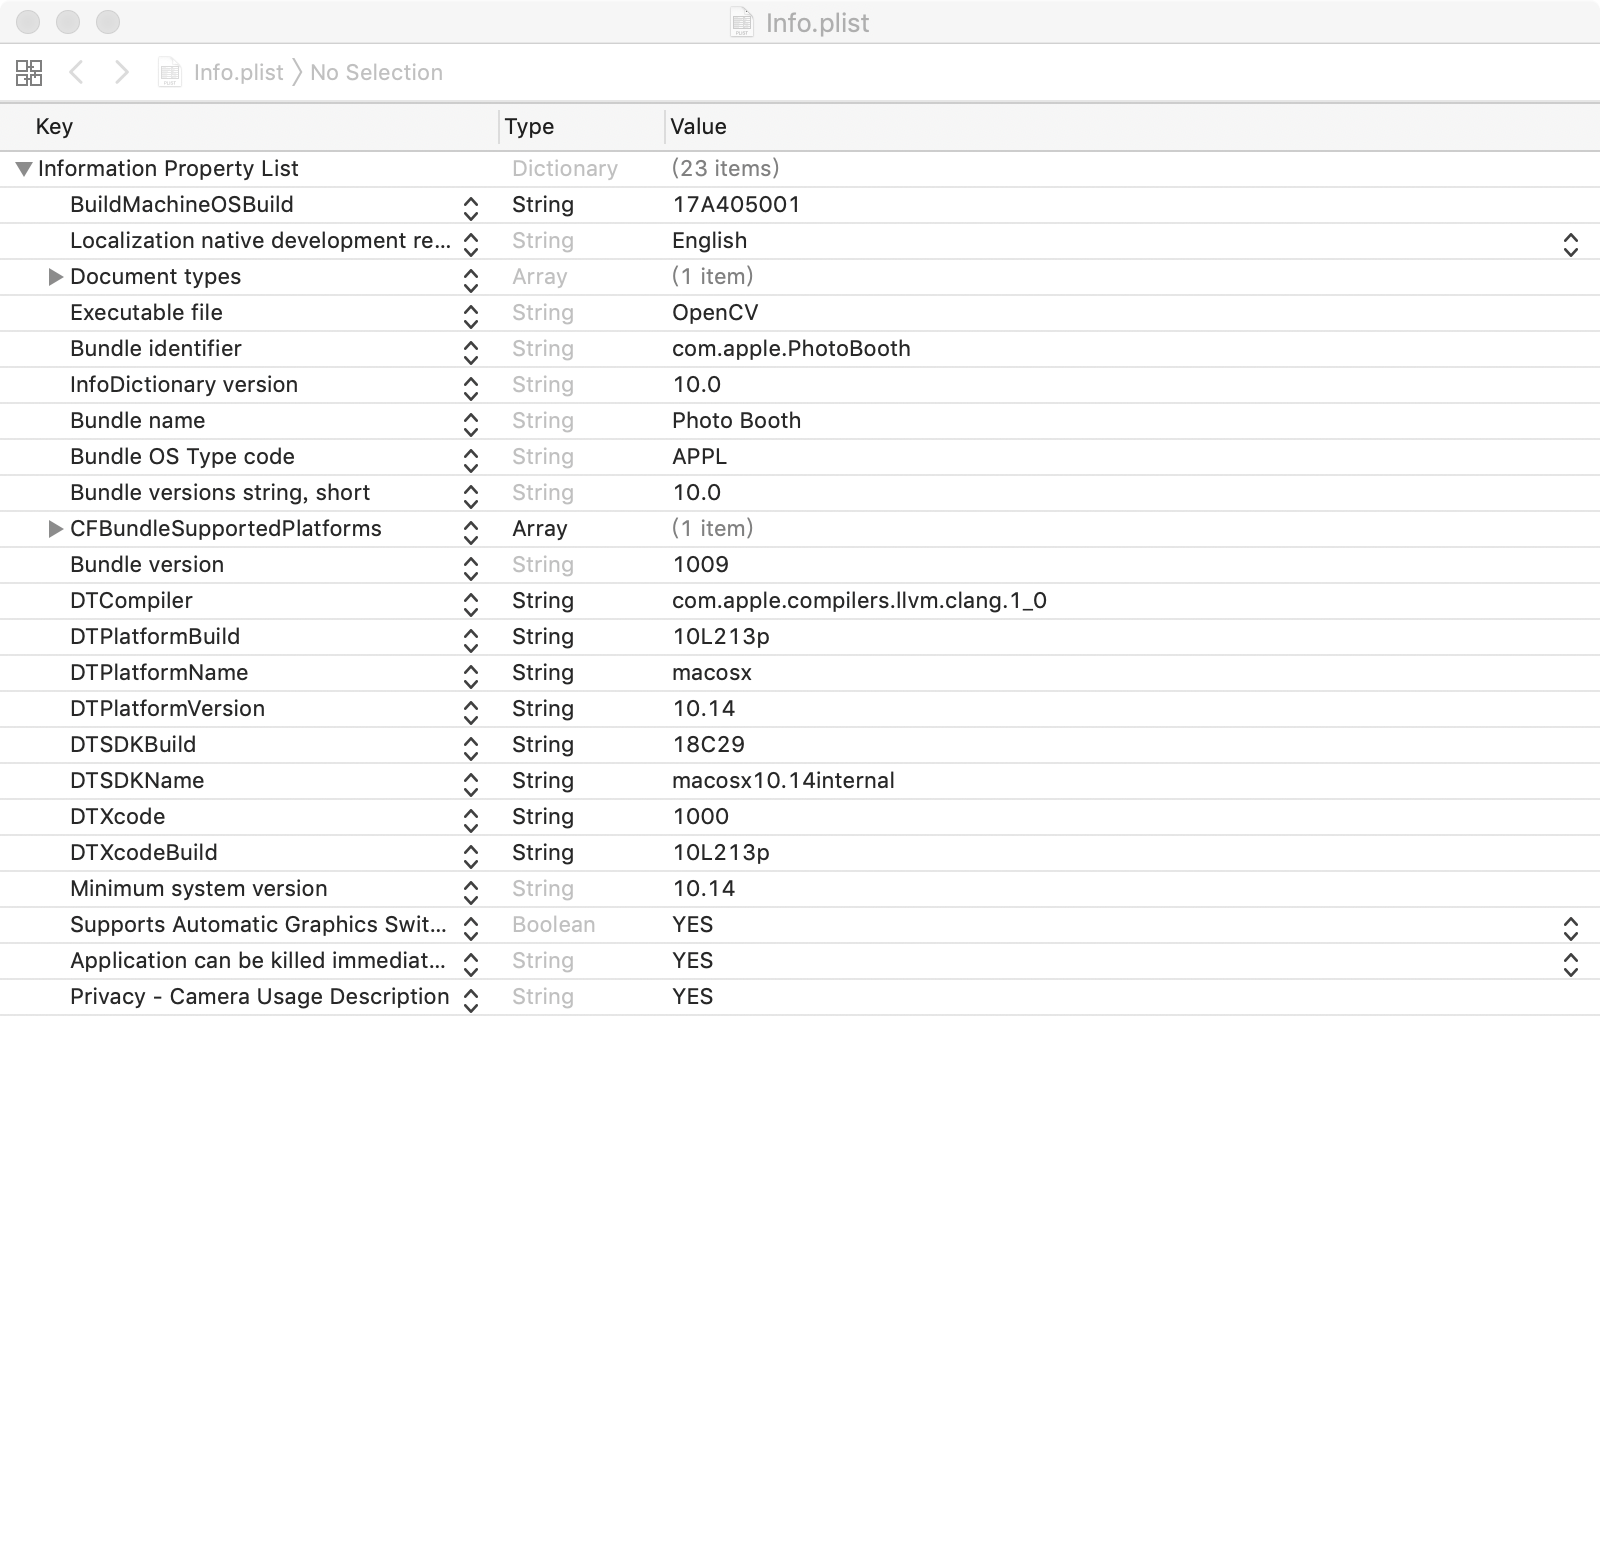 Info.plist
Info.plist No Selection
Key Type Value
Information Property List Dictionary (23 items)
BuildMachineOSBuild String 17A405001
Localization native development re... String English
Document types Array (1 item)
Executable file String OpenCV
Bundle identifier String com.apple.PhotoBooth
InfoDictionary version String 10.0
Bundle name String Photo Booth
Bundle OS Type code String APPL
Bundle versions string, short String 10.0
CFBundleSupportedPlatforms Array (1 item)
Bundle version String 1009
DTCompiler String com.apple.compilers.llvm.clang.1_0
DTPlatformBuild String 10L213p
DTPlatformName String macosx
DTPlatformVersion String 10.14
DTSDKBuild String 18C29
DTSDKName String macosx10.14internal
DTXcode String 1000
DTXcodeBuild String 10L213p
Minimum system version String 10.14
Supports Automatic Graphics Swit... Boolean YES
Application can be killed immediat... String YES
Privacy - Camera Usage Description String YES